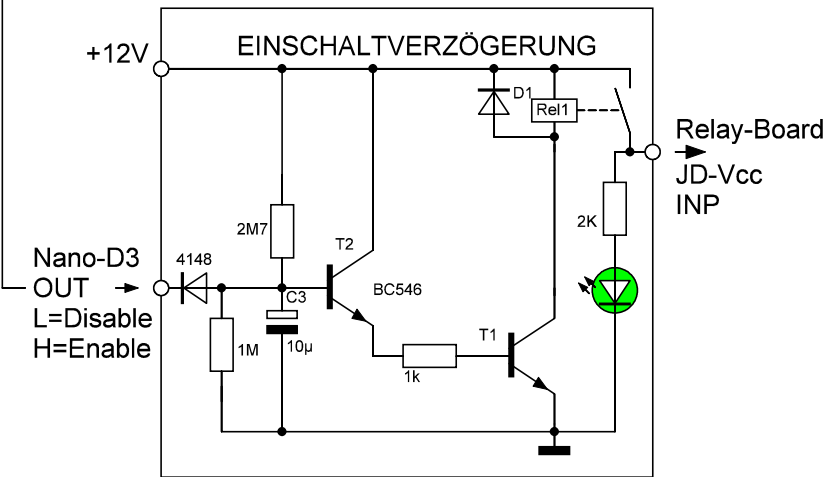 EINSCHALTVERZÖGERUNG
+12V
D1
Rel1
Relay-Board
JD-Vcc
INP
2K
2M7
T2
4148
Nano-D3
OUT
L=Disable
H=Enable
C3
BC546
10µ
1M
T1
1k